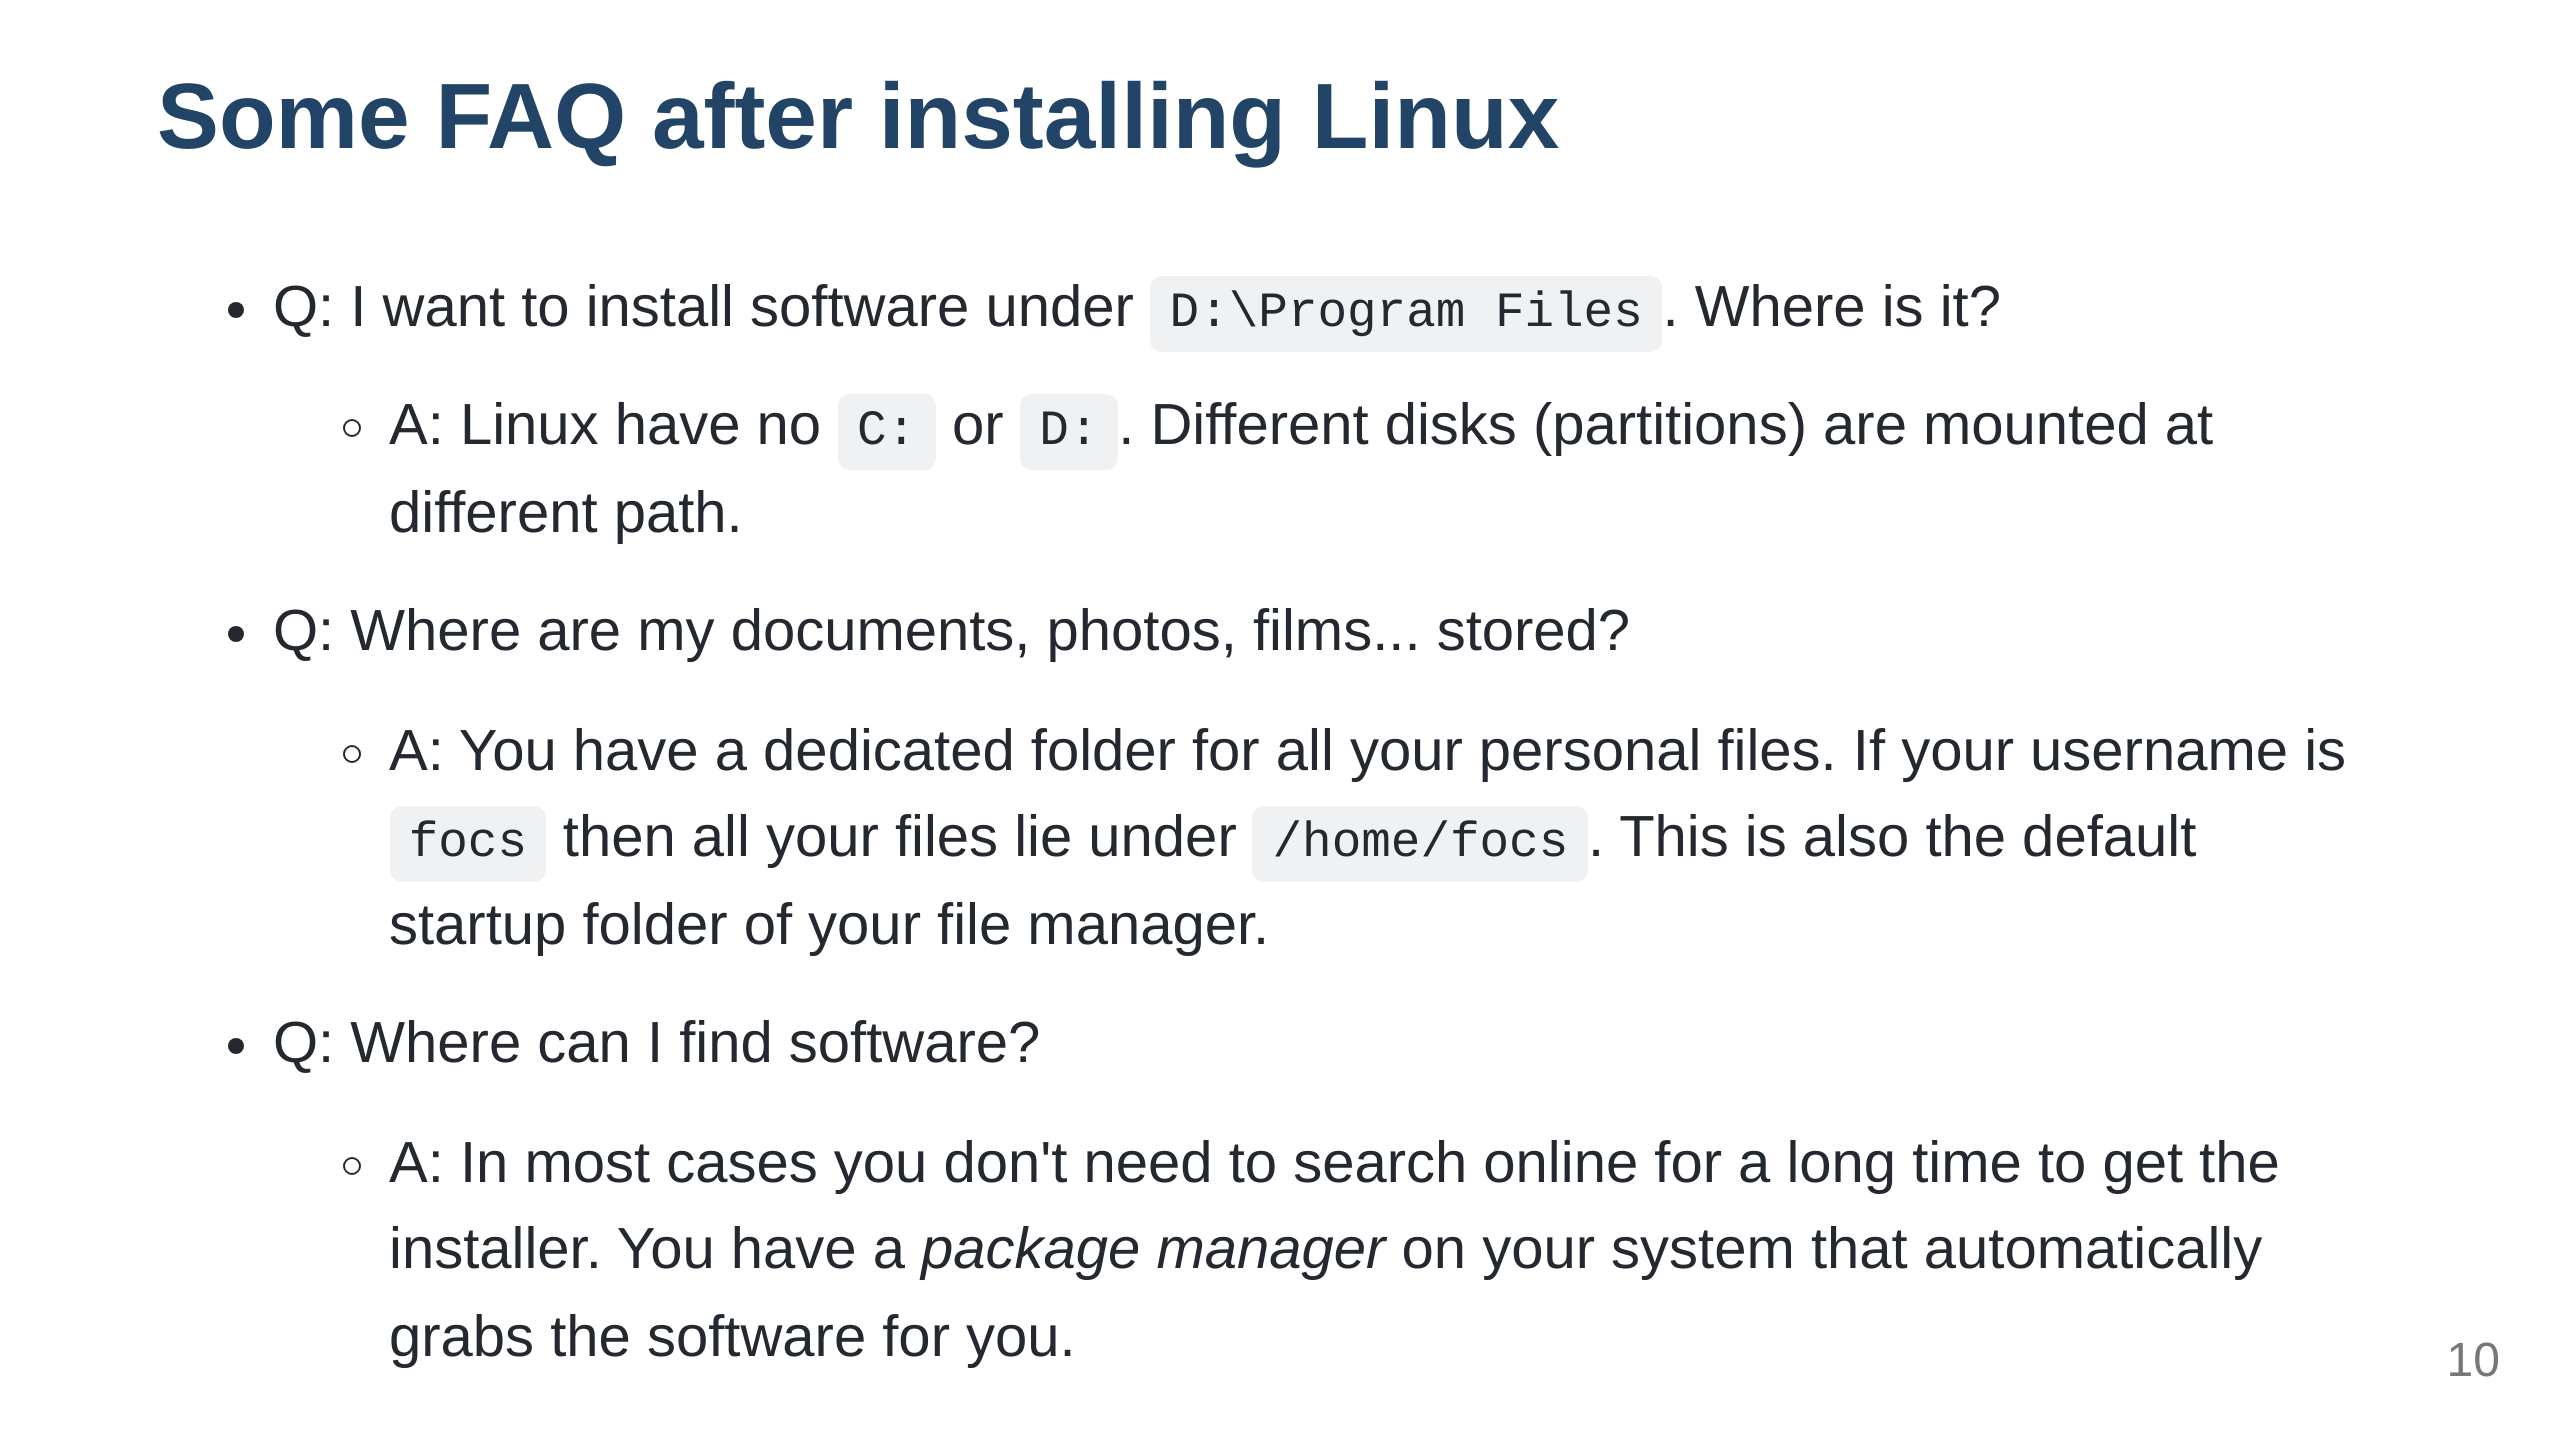 Some FAQ after installing Linux
• Q: I want to install software under D:\Program Files. Where is it?
◦ A: Linux have no C: or D:. Different disks (partitions) are mounted at
different path.
• Q: Where are my documents, photos, films... stored?
◦ A: You have a dedicated folder for all your personal files. If your username is
focs then all your files lie under /home/focs. This is also the default
startup folder of your file manager.
• Q: Where can I find software?
◦ A: In most cases you don't need to search online for a long time to get the
installer. You have a package manager on your system that automatically
grabs the software for you.
10